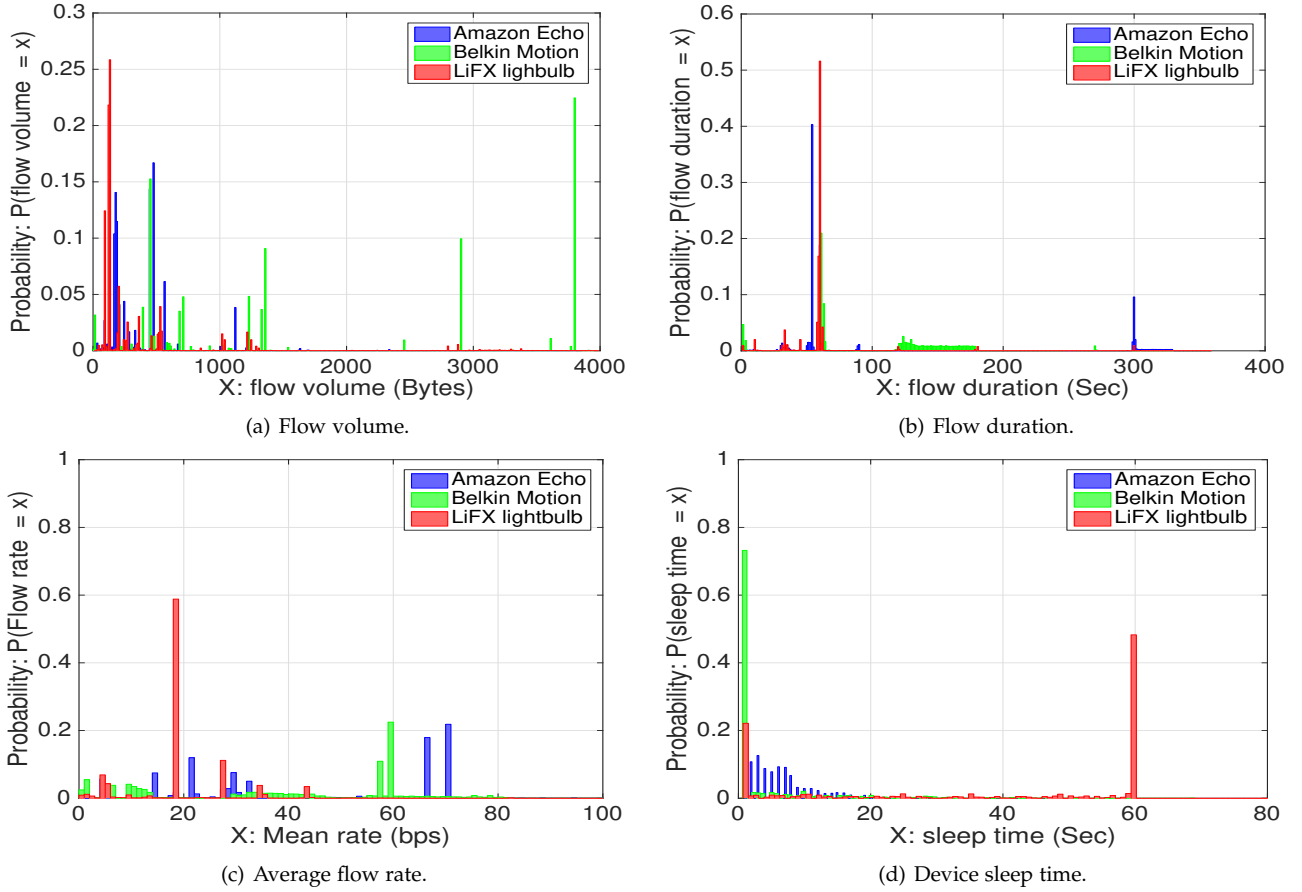 Probability: P(flow volume = x)
0.3
0.25
0.2
0.15
0.1
0.05
0
Amazon Echo
Belkin Motion
LiFX lightbulb
0 1000 2000 3000 4000
X: flow volume (Bytes)
(a) Flow volume.
Probability: P(flow duration = x)
0.6
0.5
0.4
0.3
0.2
0.1
0
Amazon Echo
Belkin Motion
LiFX lightbulb
0 100 200 300 400
X: flow duration (Sec)
(b) Flow duration.
Probability: P(Flow rate = x)
1
0.8
0.6
0.4
0.2
0
Amazon Echo
Belkin Motion
LiFX lightbulb
0 20 40 60 80 100
X: Mean rate (bps)
(c) Average flow rate.
Probability: P(sleep time = x)
1
0.8
0.6
0.4
0.2
0
Amazon Echo
Belkin Motion
LiFX lightbulb
0 20 40 60 80
X: sleep time (Sec)
(d) Device sleep time.